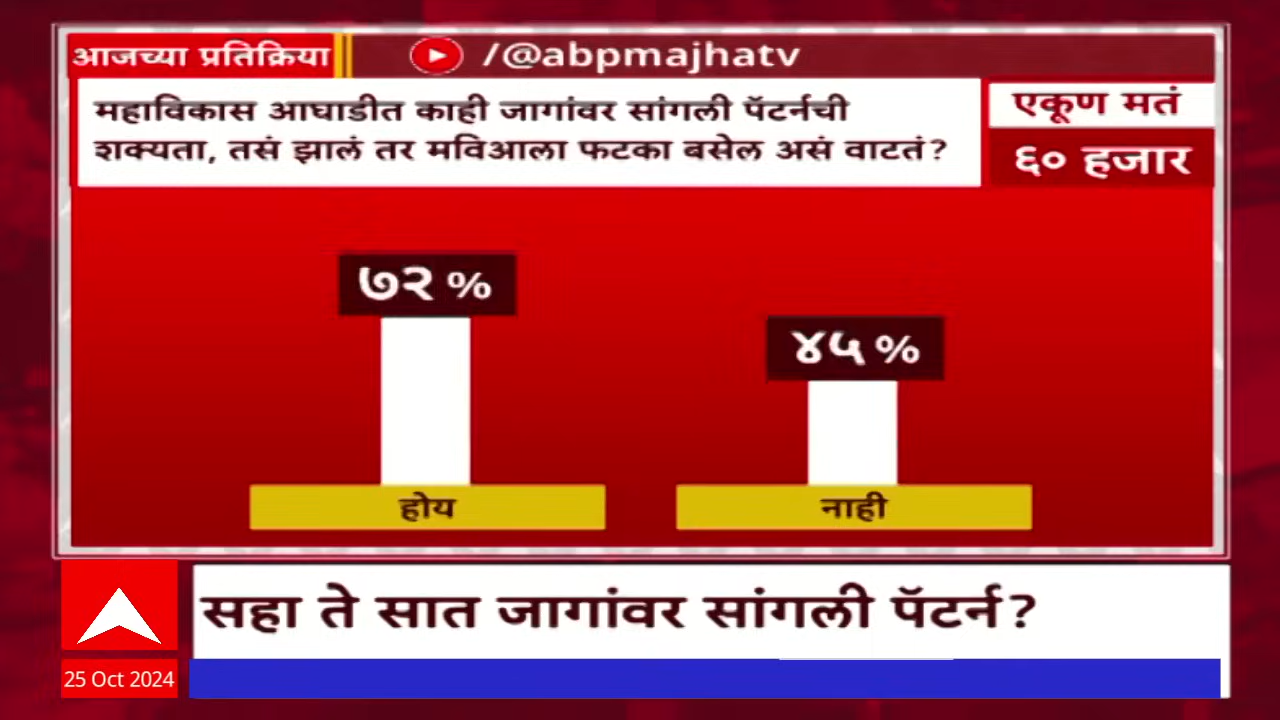 आजच्या प्रतिक्रिया
/@abpmajhatv
महाविकास आघाडीत काही जागांवर सांगली पॅटर्नची
शक्यता, तसं झालं तर मविआला फटका बसेल असं वाटतं?
एकूण मतं
६० हजार
७२ %
४५ %
होय
नाही
सहा ते सात जागांवर सांगली पॅटर्न?
25 Oct 2024